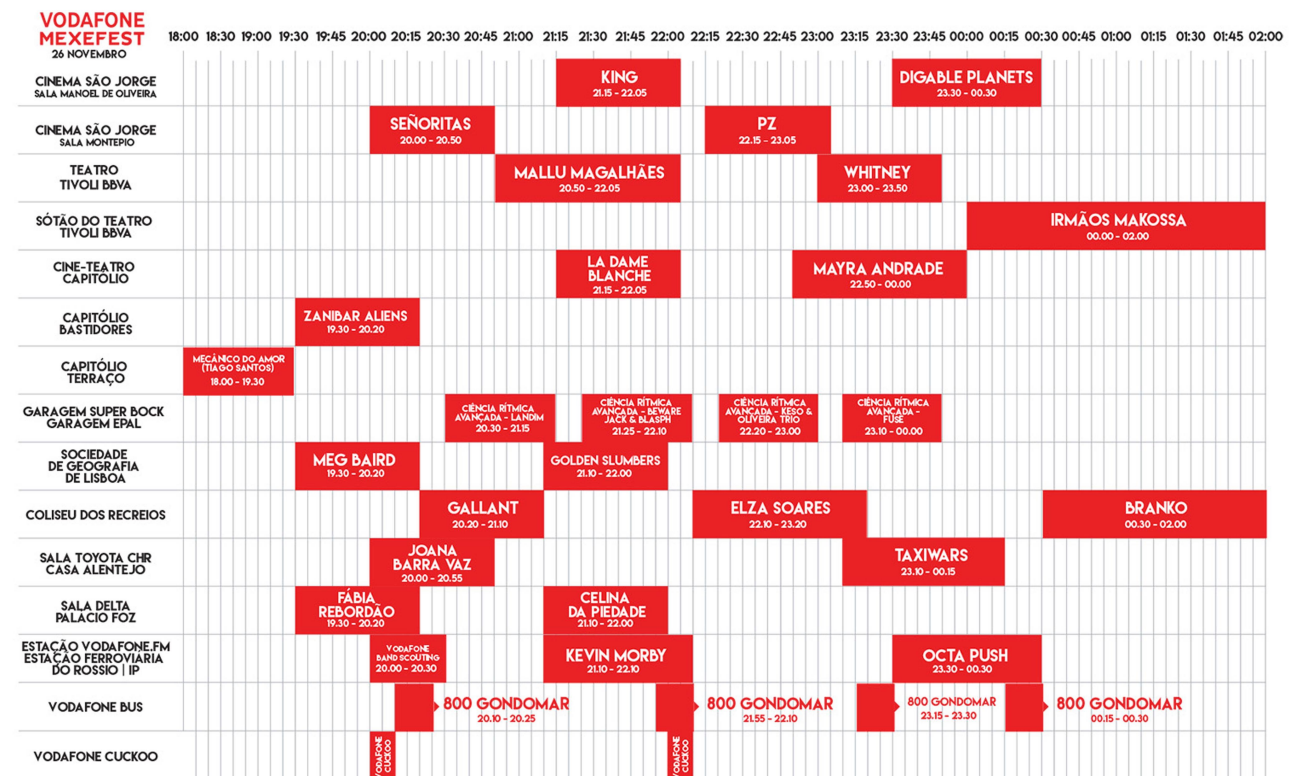 VODAFONE
MEXEFEST
26 NOVEMBRO
18:00 18:30 19:00 19:30 19:45 20:00 20:15 20:30 20:45 21:00 21:15 21:30 21:45 22:00 22:15 22:30 22:45 23:00 23:15 23:30 23:45 00:00 00:15 00:30 00:45 01:00 01:15 01:30 01:45 02:00
CINEMA SÃO JORGE
SALA MANOEL DE OLIVEIRA
KING
21.15 - 22.05
DIGABLE PLANETS
23.30 - 00.30
CINEMA SÃO JORGE
SALA MONTEPIO
SEÑORITAS
20.00 - 20.50
PZ
22.15 - 23.05
TEATRO
TIVOLI BBVA
MALLU MAGALHÃES
20.50 - 22.05
WHITNEY
23.00 - 23.50
SÓTÃO DO TEATRO
TIVOLI BBVA
IRMÃOS MAKOSSA
00.00 - 02.00
CINE-TEATRO
CAPITÓLIO
LA DAME
BLANCHE
21.15 - 22.05
MAYRA ANDRADE
22.50 - 00.00
CAPITÓLIO
BASTIDORES
ZANIBAR ALIENS
19.30 - 20.20
CAPITÓLIO
TERRAÇO
MECÂNICO DO AMOR
(TIAGO SANTOS)
18.00 - 19.30
GARAGEM SUPER BOCK
GARAGEM EPAL
CIÊNCIA RÍTMICA
AVANÇADA - LANDIM
20.30 - 21.15
CIÊNCIA RÍTMICA
AVANÇADA - BEWARE
JACK & BLASPH
21.25 - 22.10
CIÊNCIA RÍTMICA
AVANÇADA - KESO &
OLIVEIRA TRIO
22.20 - 23.00
CIÊNCIA RÍTMICA
AVANÇADA -
FUSE
23.10 - 00.00
SOCIEDADE
DE GEOGRAFIA
DE LISBOA
MEG BAIRD
19.30 - 20.20
GOLDEN SLUMBERS
21.10 - 22.00
COLISEU DOS RECREIOS
GALLANT
20.20 - 21.10
ELZA SOARES
22.10 - 23.20
BRANKO
00.30 - 02.00
SALA TOYOTA CHR
CASA ALENTEJO
JOANA
BARRA VAZ
20.00 - 20.55
TAXIWARS
23.10 - 00.15
SALA DELTA
PALACIO FOZ
FÁBIA
REBORDÃO
19.30 - 20.20
CELINA
DA PIEDADE
21.10 - 22.00
ESTAÇÃO VODAFONE.FM
ESTAÇÃO FERROVIARIA
DO ROSSIO | IP
VODAFONE
BAND SCOUTING
20.00 - 20.30
KEVIN MORBY
21.10 - 22.10
OCTA PUSH
23.30 - 00.30
VODAFONE BUS
800 GONDOMAR
20.10 - 20.25
800 GONDOMAR
21.55 - 22.10
800 GONDOMAR
23.15 - 23.30
800 GONDOMAR
00.15 - 00.30
VODAFONE CUCKOO
VODAFONE
CUCKOO
VODAFONE
CUCKOO